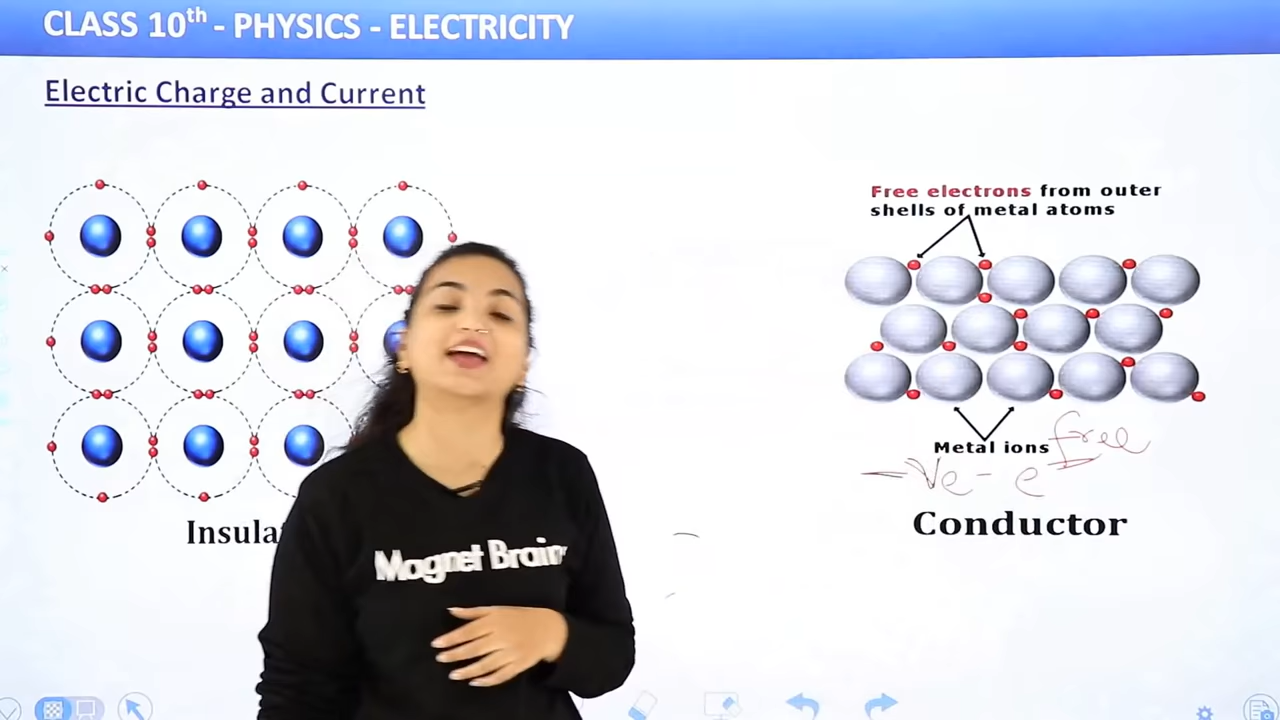 CLASS 10th - PHYSICS - ELECTRICITY
Electric Charge and Current
Free electrons from outer
shells of metal atoms
Metal ions
free
-ve - e
Conductor
Magnet Brain